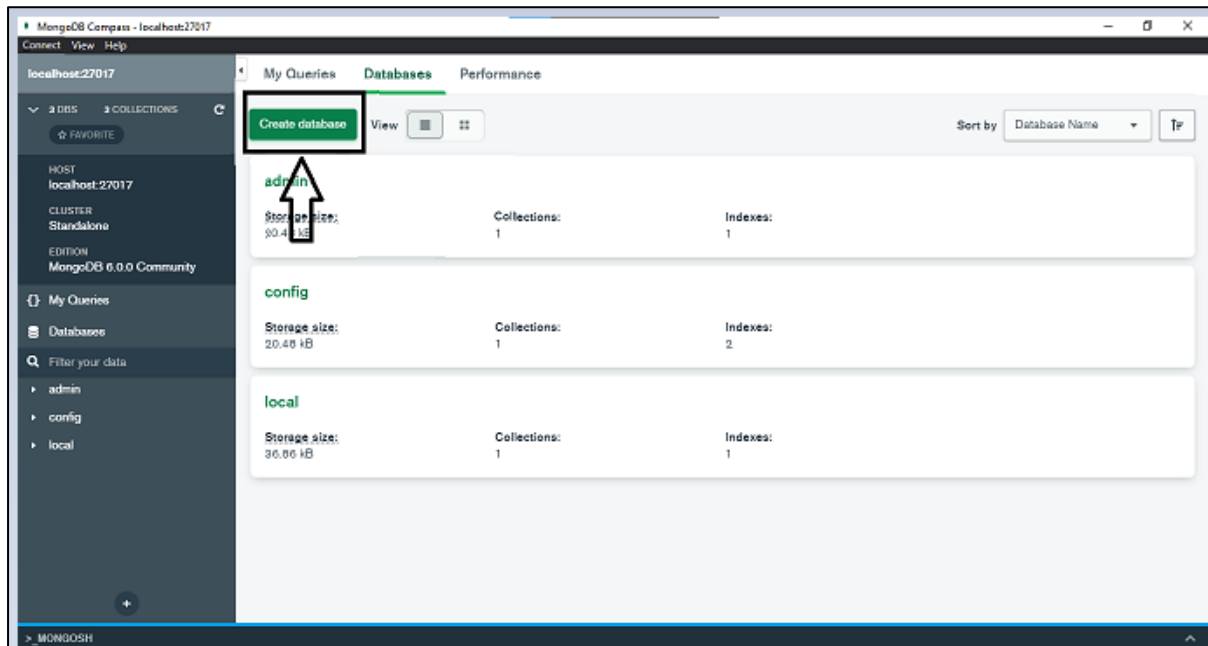 MongoDB Compass - localhost:27017
Connect View Help
localhost:27017
My Queries Databases Performance
3 DBS 3 COLLECTIONS
FAVORITE
Create database View Sort by Database Name
HOST
localhost:27017
CLUSTER
Standalone
EDITION
MongoDB 6.0.0 Community
{} My Queries
Databases
Filter your data
admin
config
local
admin
Storage size: Collections: Indexes:
kB 1 1
config
Storage size: Collections: Indexes:
20.48 kB 1 2
local
Storage size: Collections: Indexes:
36.86 kB 1 1
>_MONGOSH